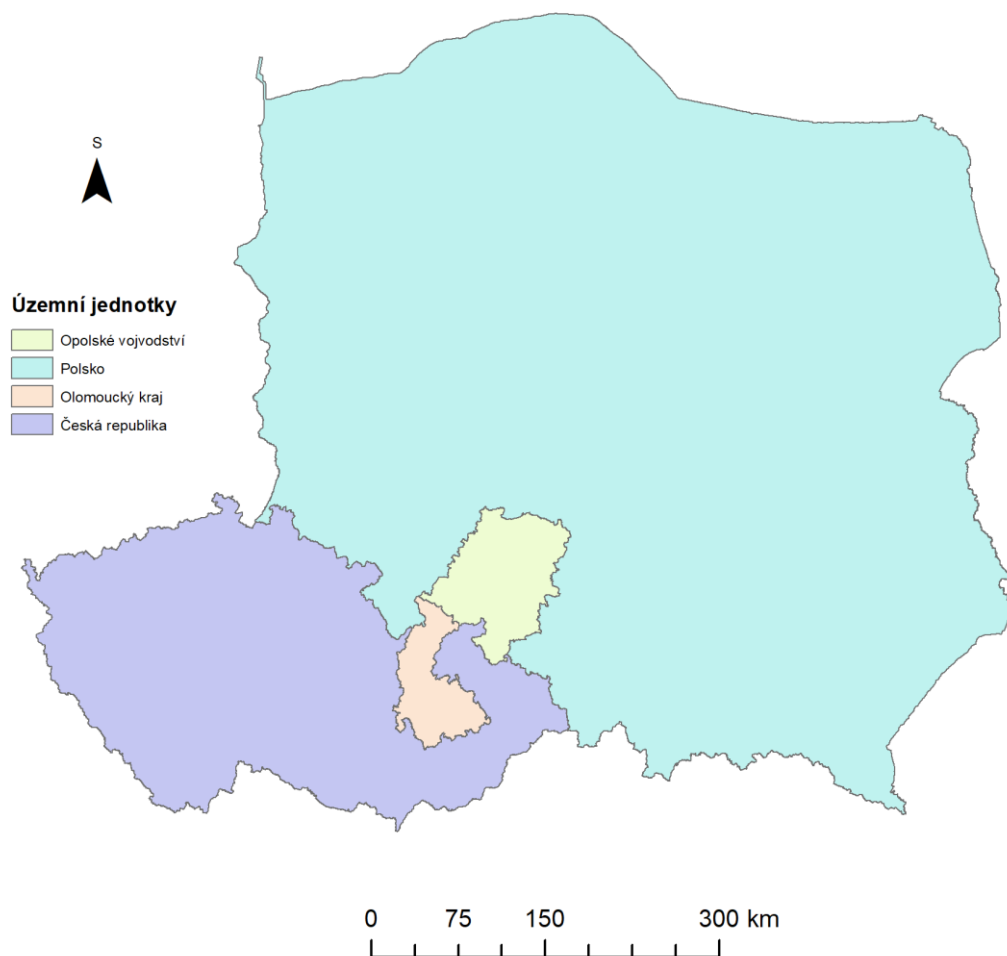 S
Územní jednotky
Opolské vojvodství
Polsko
Olomoucký kraj
Česká republika
0 75 150 300 km